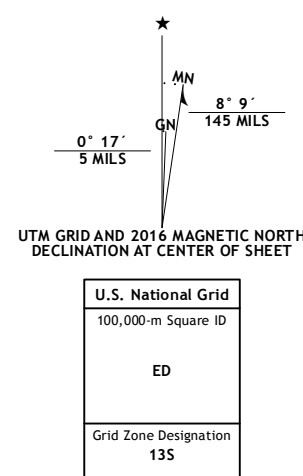 ★
MN
GN
8° 9´
145 MILS
0° 17´
5 MILS
UTM GRID AND 2016 MAGNETIC NORTH
DECLINATION AT CENTER OF SHEET
U.S. National Grid
100,000-m Square ID
ED
Grid Zone Designation
13S